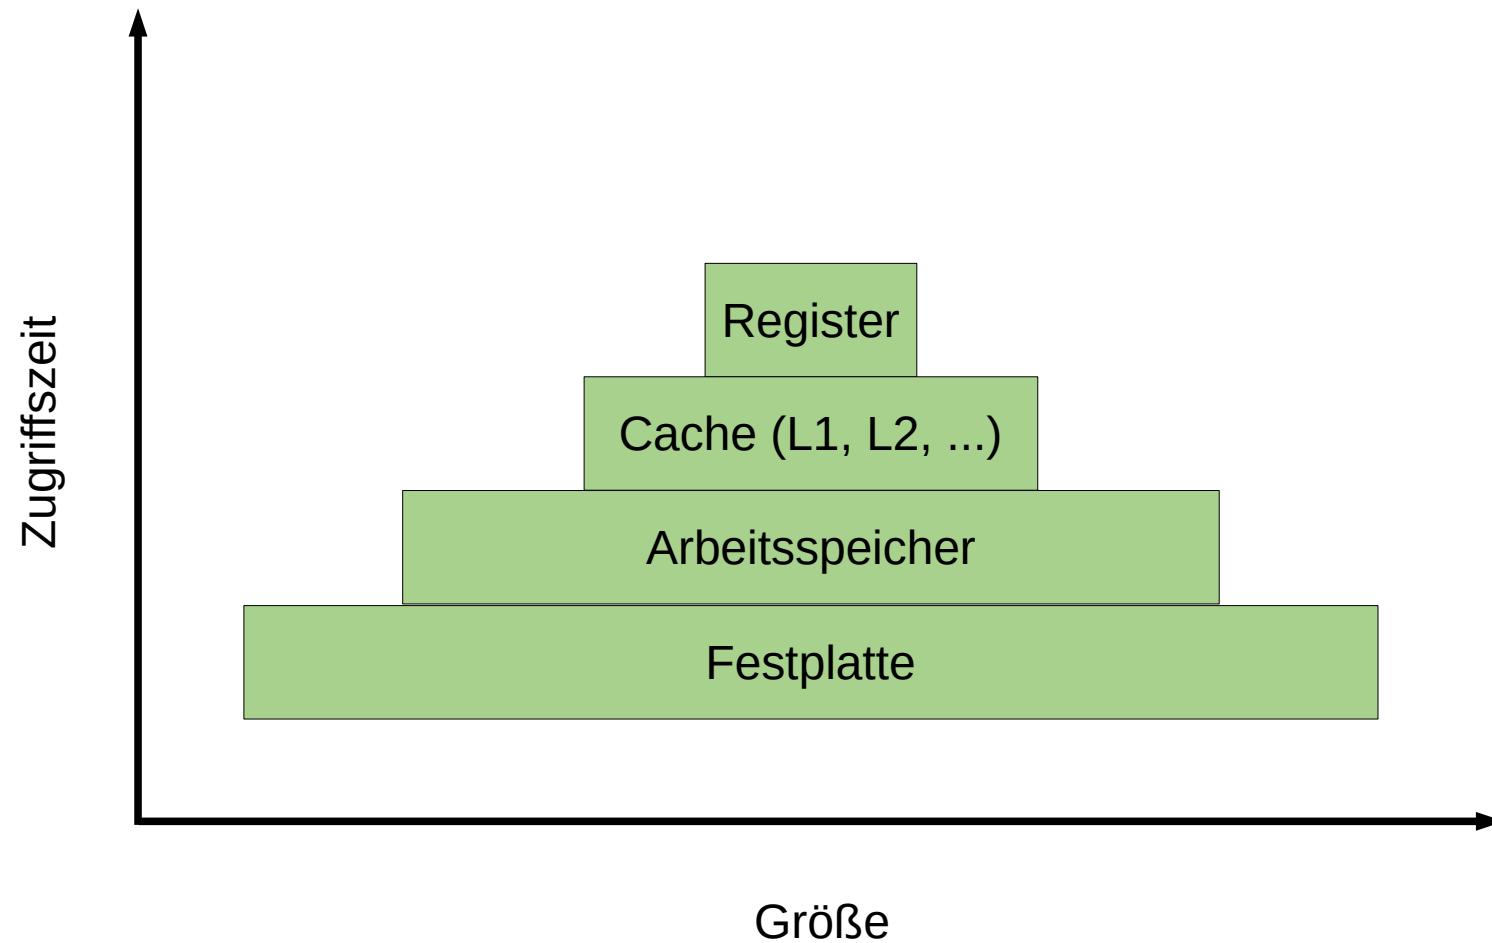 Zugriffszeit
Register
Cache (L1, L2, ...)
Arbeitsspeicher
Festplatte
Größe